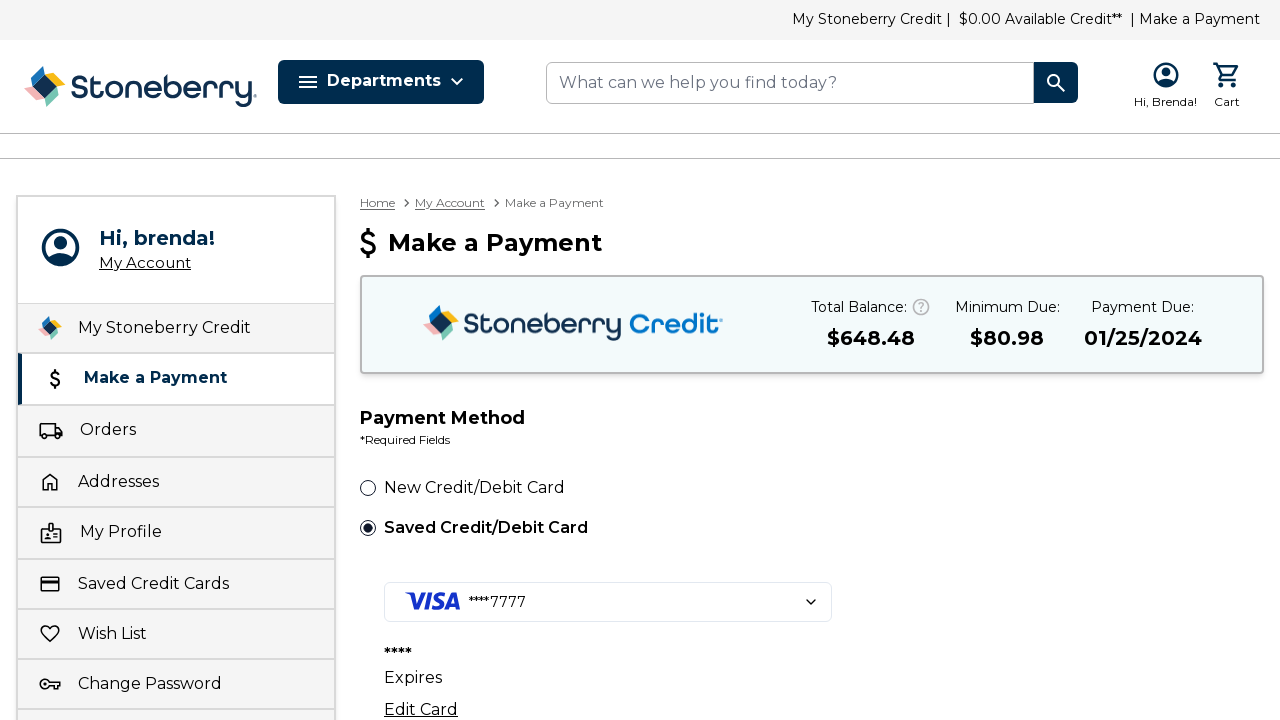 My Stoneberry Credit | $0.00 Available Credit** | Make a Payment
Stoneberry
Departments
What can we help you find today?
Hi, Brenda!
Cart
Hi, brenda!
My Account
My Stoneberry Credit
Make a Payment
Orders
Addresses
My Profile
Saved Credit Cards
Wish List
Change Password
Home > My Account > Make a Payment
$ Make a Payment
Stoneberry Credit
Total Balance: ?
$648.48
Minimum Due:
$80.98
Payment Due:
01/25/2024
Payment Method
*Required Fields
New Credit/Debit Card
Saved Credit/Debit Card
VISA ****7777
****
Expires
Edit Card